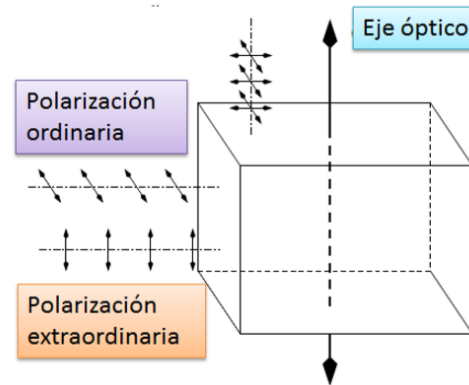 Eje óptico
Polarización
ordinaria
Polarización
extraordinaria